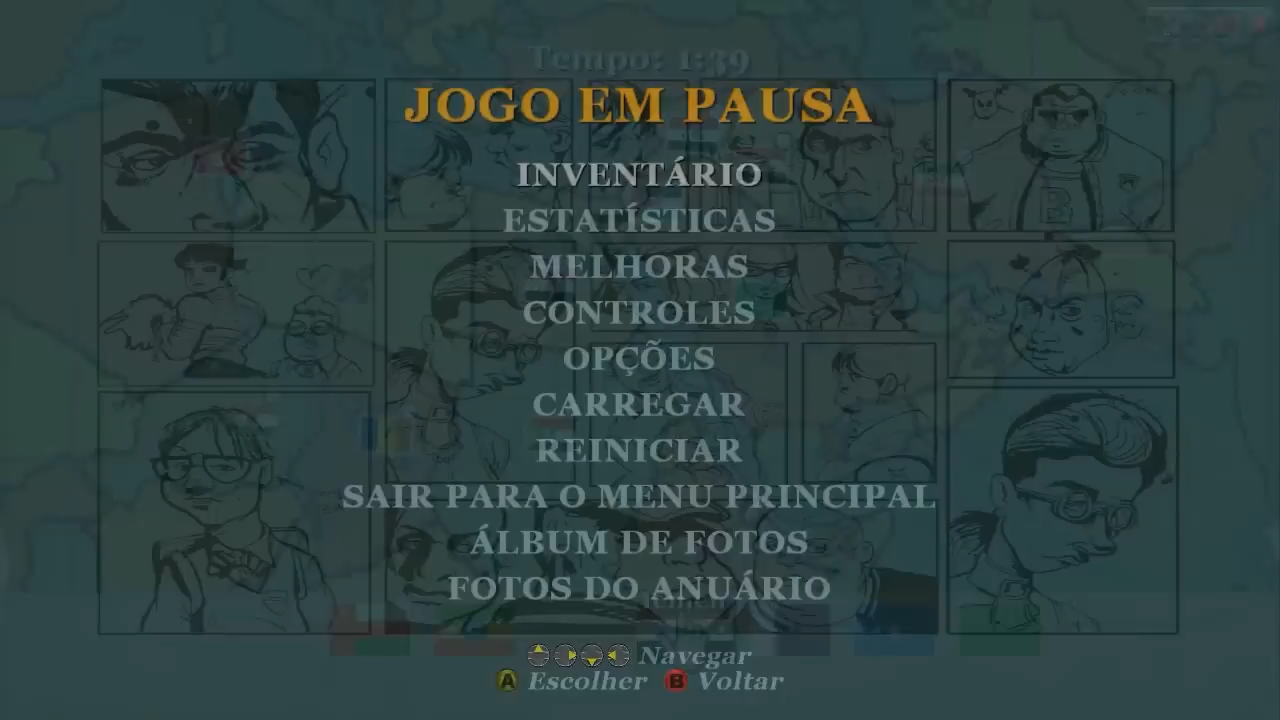 Tempo: 1:39
JOGO EM PAUSA
INVENTÁRIO
ESTATÍSTICAS
MELHORAS
CONTROLES
OPÇÕES
CARREGAR
REINICIAR
SAIR PARA O MENU PRINCIPAL
ÁLBUM DE FOTOS
FOTOS DO ANUÁRIO
Navegar
A Escolher B Voltar